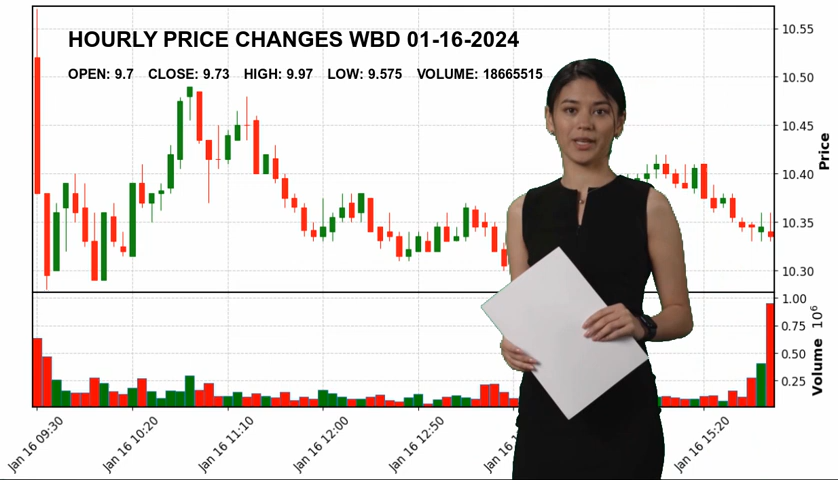 HOURLY PRICE CHANGES WBD 01-16-2024
OPEN: 9.7 CLOSE: 9.73 HIGH: 9.97 LOW: 9.575 VOLUME: 18665515
10.55
10.50
10.45
10.40
10.35
10.30
Price
1.00
0.75
0.50
0.25
Volume 10^6
Jan 16 09:30
Jan 16 10:20
Jan 16 11:10
Jan 16 12:00
Jan 16 12:50
Jan 16
Jan 16 15:20